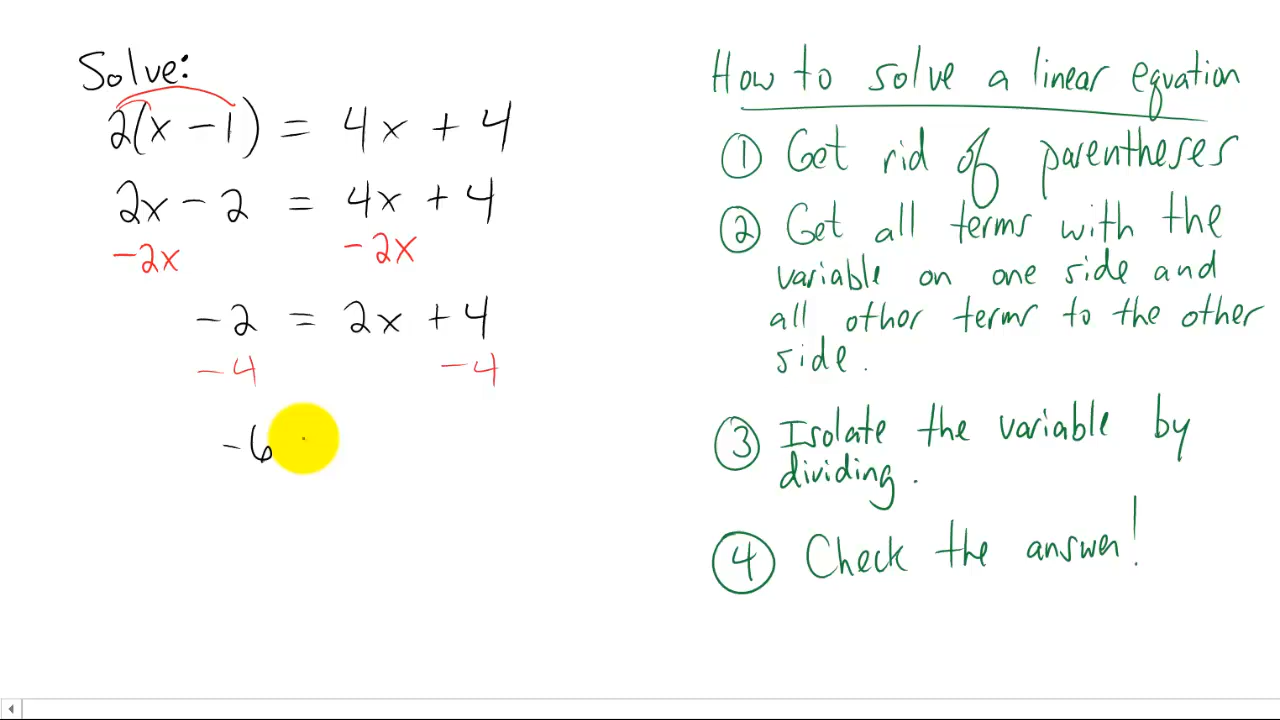 Solve:
2(x - 1) = 4x + 4
2x - 2 = 4x + 4
-2x -2x
-2 = 2x + 4
-4 -4
-6
How to solve a linear equation
① Get rid of parentheses
② Get all terms with the
variable on one side and
all other terms to the other
side.
③ Isolate the variable by
dividing.
④ Check the answer!